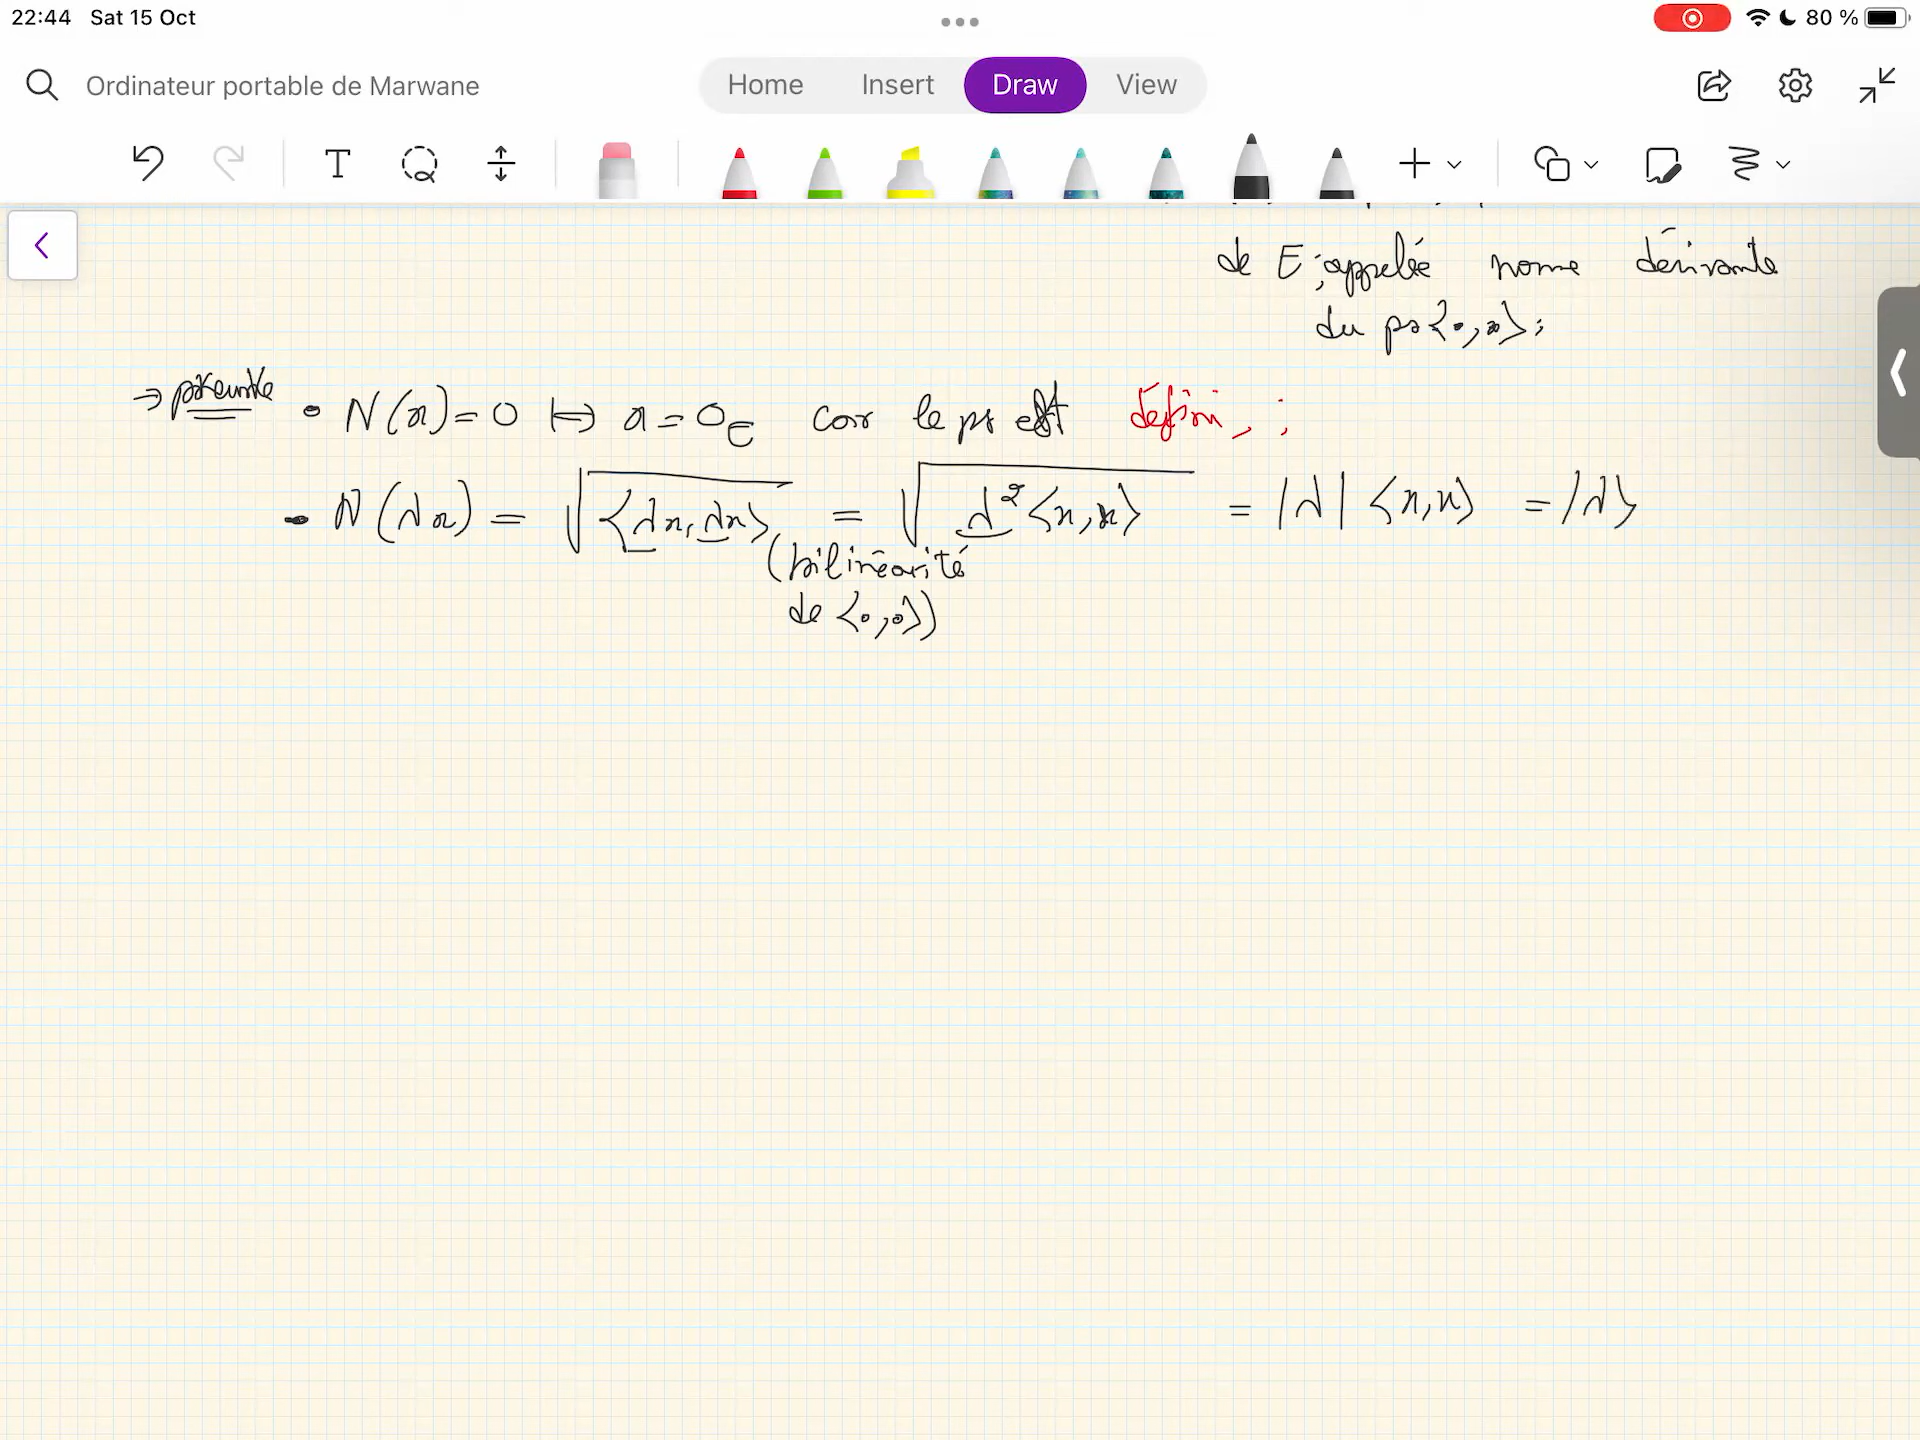 22:44 Sat 15 Oct
80 %
Ordinateur portable de Marwane
Home Insert Draw View
T
de E ; appelée norme dérivante
du ps <•,•> ;
→ preuve • N(x) = 0 ⟺ x = 0_E car le ps est défini, ;
• N(λx) = √<λx, λx> = √λ² <x,x> = |λ| <x,x> = |λ>
(bilinéarité
de <•,•>)